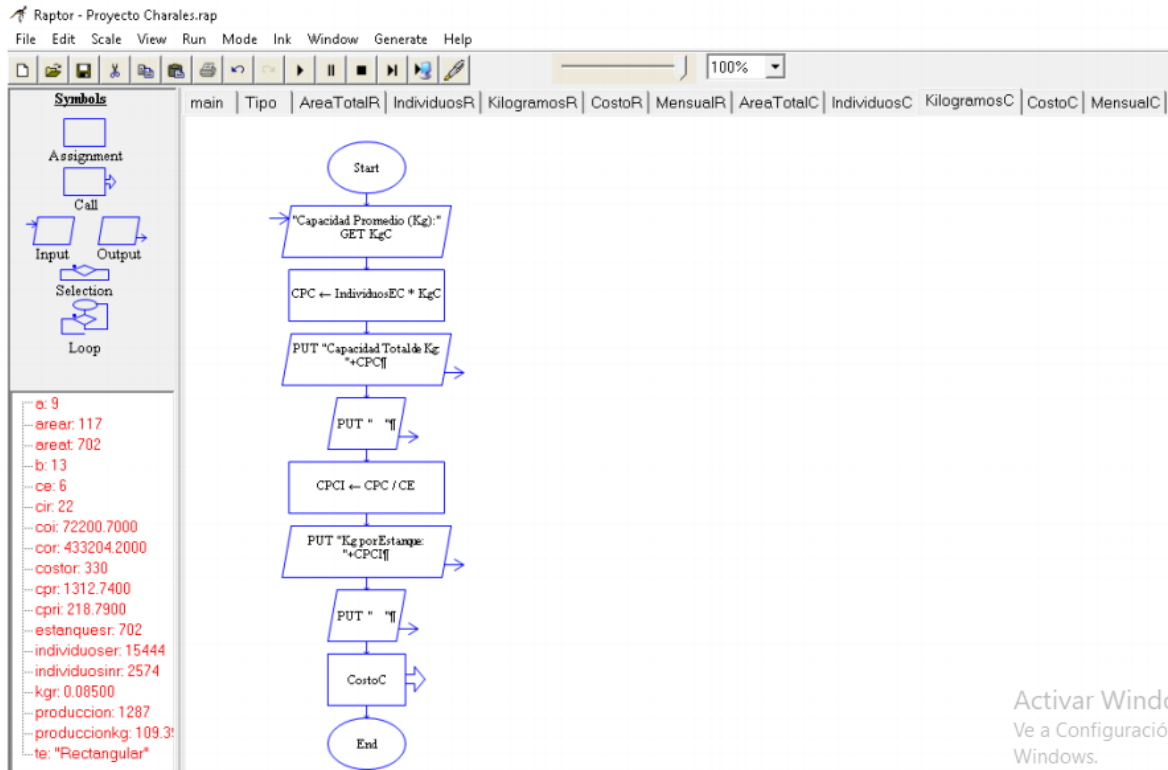 Raptor - Proyecto Charales.rap
File Edit Scale View Run Mode Ink Window Generate Help
100%
Symbols
main Tipo AreaTotalR IndividuosR KilogramosR CostoR MensualR AreaTotalC IndividuosC KilogramosC CostoC MensualC
Assignment
Call
Input Output
Selection
Loop
Start
"Capacidad Promedio (Kg):"
GET KgC
CPC ← IndividuosEC * KgC
PUT "Capacidad Total de Kg:
"+CPC¶
PUT "   "¶
CPCI ← CPC / CE
PUT "Kg por Estanque:
"+CPCI¶
PUT "   "¶
CostoC
End
a: 9
arear: 117
areat: 702
b: 13
ce: 6
cir: 22
coi: 72200.7000
cor: 433204.2000
costor: 330
cpr: 1312.7400
cpri: 218.7900
estanquesr: 702
individuoser: 15444
individuosinr: 2574
kgr: 0.08500
produccion: 1287
produccionkg: 109.39
te: "Rectangular"
Activar Windo
Ve a Configuració
Windows.